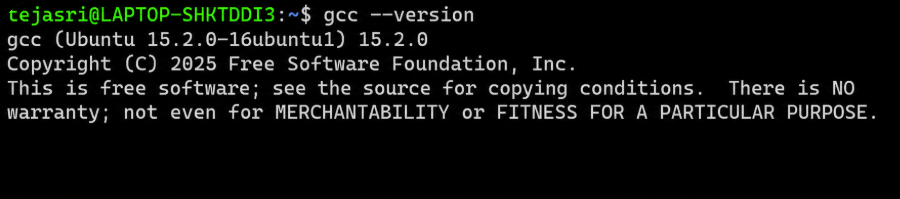 tejasri@LAPTOP-SHKTDDI3:~$ gcc --version
gcc (Ubuntu 15.2.0-16ubuntu1) 15.2.0
Copyright (C) 2025 Free Software Foundation, Inc.
This is free software; see the source for copying conditions.  There is NO
warranty; not even for MERCHANTABILITY or FITNESS FOR A PARTICULAR PURPOSE.